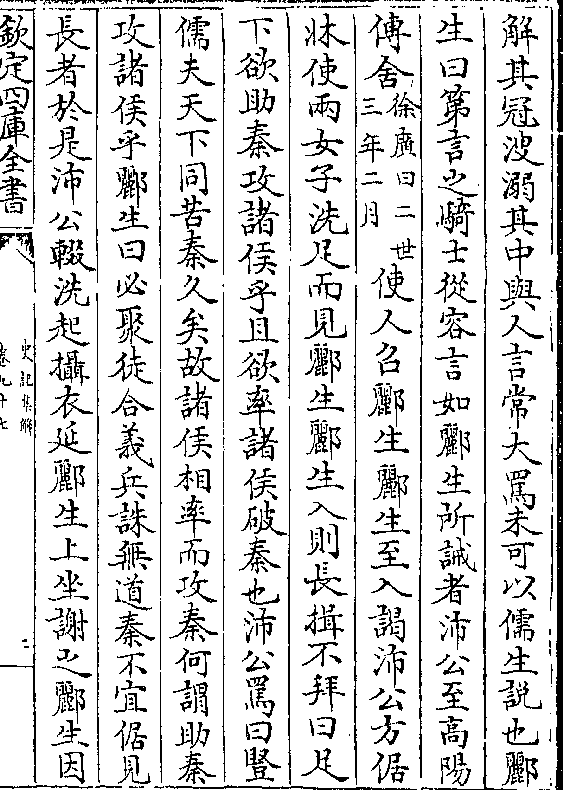 解其冠溲溺其中與人言常大罵未可以儒生説也酈
生曰第言之騎士從容言如酈生所誡者沛公至高陽
傳舍徐廣曰二世三年二月使人召酈生酈生至入謁沛公方倨
牀使兩女子洗足而見酈生酈生入則長揖不拜曰足
下欲助秦攻諸侯乎且欲率諸侯破秦也沛公罵曰豎
儒夫天下同苦秦久矣故諸侯相率而攻秦何謂助秦
攻諸侯乎酈生曰必聚徒合義兵誅無道秦不宜倨見
長者於是沛公輟洗起攝衣延酈生上坐謝之酈生因
欽定四庫全書
史記集解
卷九十七